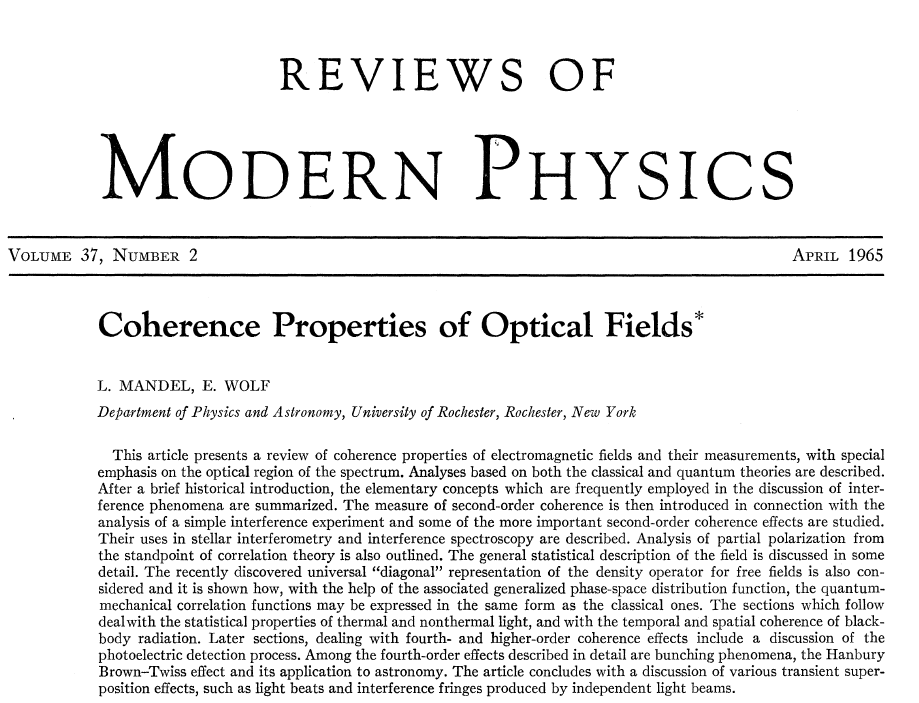 REVIEWS OF
MODERN PHYSICS
VOLUME 37, NUMBER 2 APRIL 1965
Coherence Properties of Optical Fields*
L. MANDEL, E. WOLF
Department of Physics and Astronomy, University of Rochester, Rochester, New York
This article presents a review of coherence properties of electromagnetic fields and their measurements, with special
emphasis on the optical region of the spectrum. Analyses based on both the classical and quantum theories are described.
After a brief historical introduction, the elementary concepts which are frequently employed in the discussion of inter-
ference phenomena are summarized. The measure of second-order coherence is then introduced in connection with the
analysis of a simple interference experiment and some of the more important second-order coherence effects are studied.
Their uses in stellar interferometry and interference spectroscopy are described. Analysis of partial polarization from
the standpoint of correlation theory is also outlined. The general statistical description of the field is discussed in some
detail. The recently discovered universal “diagonal” representation of the density operator for free fields is also con-
sidered and it is shown how, with the help of the associated generalized phase-space distribution function, the quantum-
mechanical correlation functions may be expressed in the same form as the classical ones. The sections which follow
deal with the statistical properties of thermal and nonthermal light, and with the temporal and spatial coherence of black-
body radiation. Later sections, dealing with fourth- and higher-order coherence effects include a discussion of the
photoelectric detection process. Among the fourth-order effects described in detail are bunching phenomena, the Hanbury
Brown–Twiss effect and its application to astronomy. The article concludes with a discussion of various transient super-
position effects, such as light beats and interference fringes produced by independent light beams.